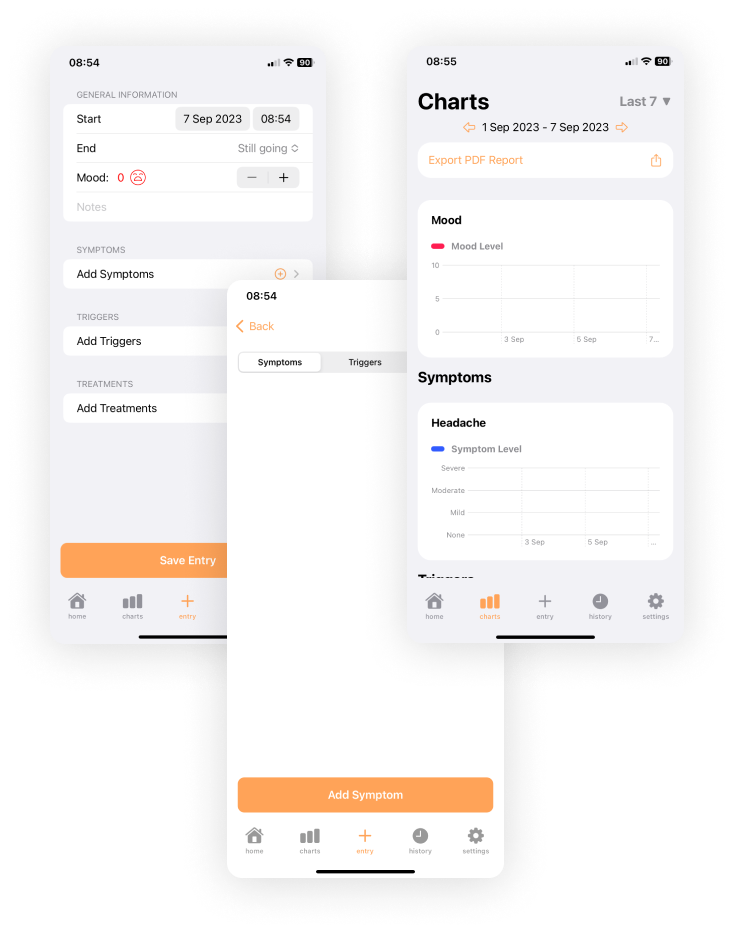 08:54
90
GENERAL INFORMATION
Start 7 Sep 2023 08:54
End Still going
Mood: 0
Notes
SYMPTOMS
Add Symptoms
TRIGGERS
Add Triggers
TREATMENTS
Add Treatments
Save Entry
home charts entry
08:54
Back
Symptoms Triggers
Add Symptom
home charts entry history settings
08:55
90
Charts Last 7
1 Sep 2023 - 7 Sep 2023
Export PDF Report
Mood
Mood Level
10
5
0
3 Sep 5 Sep 7...
Symptoms
Headache
Symptom Level
Severe
Moderate
Mild
None
3 Sep 5 Sep ...
home charts entry history settings